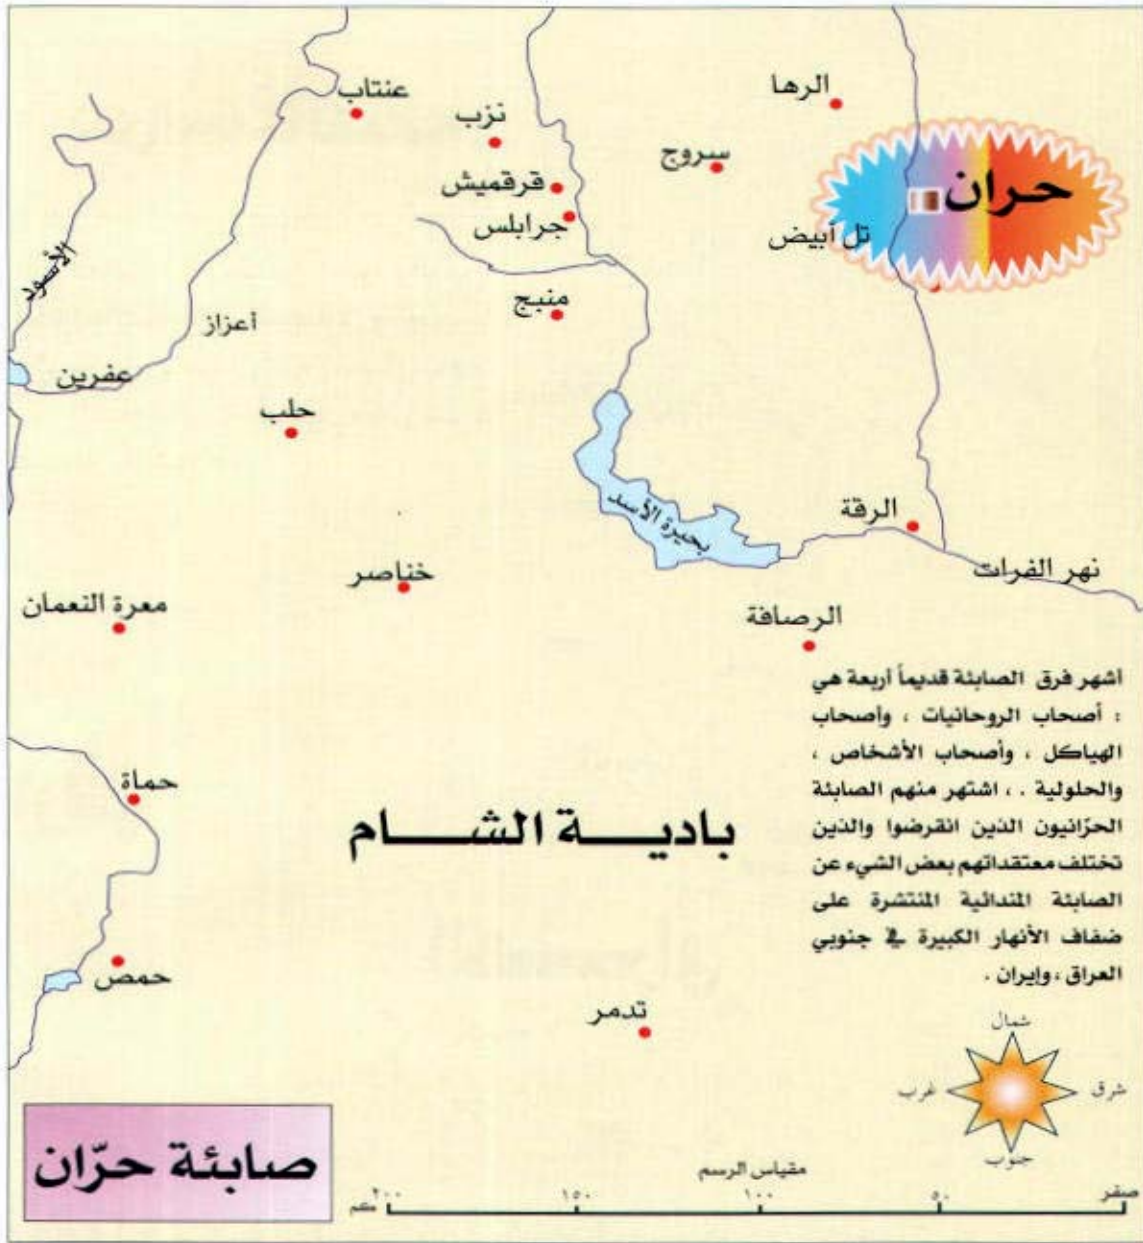 عنتاب
الرها
نزب
سروج
قرقميش
حران
جرابلس
تل أبيض
الأسود
منبج
أعزاز
عفرين
حلب
بحيرة الأسد
الرقة
نهر الفرات
خناصر
معرة النعمان
الرصافة
أشهر فرق الصابئة قديماً أربعة هي
: أصحاب الروحانيات ، وأصحاب
الهياكل ، وأصحاب الأشخاص ،
والحلولية . ، اشتهر منهم الصابئة
الحرّانيون الذين انقرضوا والذين
تختلف معتقداتهم بعض الشيء عن
الصابئة المندائية المنتشرة على
ضفاف الأنهار الكبيرة في جنوبي
العراق ، وإيران .
حماة
باديـــة الشـــام
حمص
تدمر
شمال
شرق
غرب
جنوب
صابئة حرّان
مقياس الرسم
صفر ٥٠ ١٠٠ ١٥٠ ٢٠٠ كم